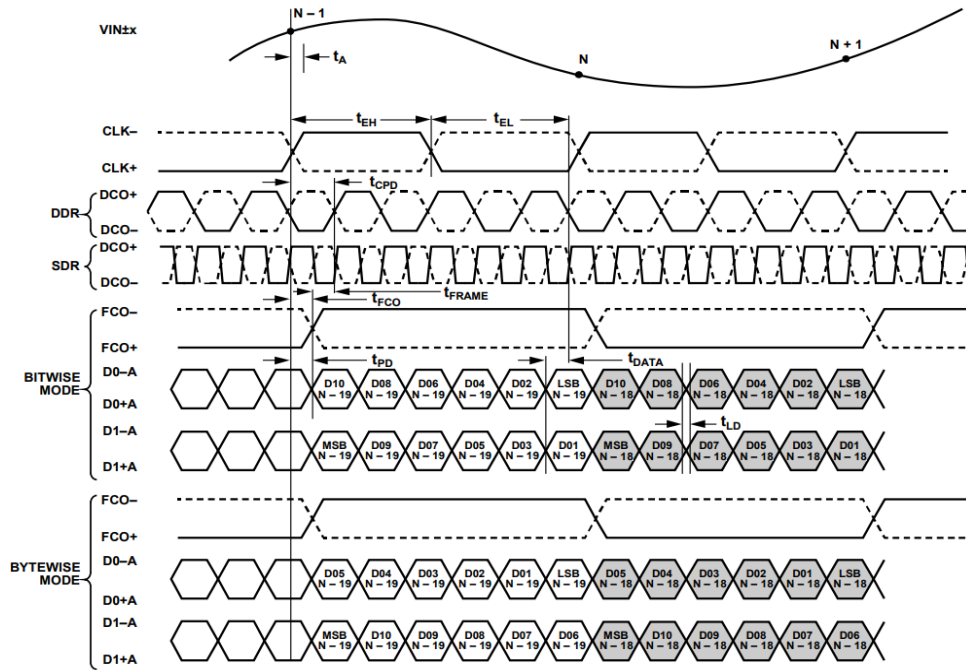 N – 1
VIN±x
tA
N
N + 1
tEH
tEL
CLK–
CLK+
tCPD
DCO+
DDR
DCO–
DCO+
SDR
DCO–
tFCO
tFRAME
FCO–
FCO+
BITWISE
MODE
tPD
tDATA
D0–A
D10 D08 D06 D04 D02 LSB D10 D08 D06 D04 D02 LSB
N – 19 N – 19 N – 19 N – 19 N – 19 N – 19 N – 18 N – 18 N – 18 N – 18 N – 18 N – 18
D0+A
tLD
D1–A
MSB D09 D07 D05 D03 D01 MSB D09 D07 D05 D03 D01
N – 19 N – 19 N – 19 N – 19 N – 19 N – 19 N – 18 N – 18 N – 18 N – 18 N – 18 N – 18
D1+A
FCO–
FCO+
BYTEWISE
MODE
D0–A
D05 D04 D03 D02 D01 LSB D05 D04 D03 D02 D01 LSB
N – 19 N – 19 N – 19 N – 19 N – 19 N – 19 N – 18 N – 18 N – 18 N – 18 N – 18 N – 18
D0+A
D1–A
MSB D10 D09 D08 D07 D06 MSB D10 D09 D08 D07 D06
N – 19 N – 19 N – 19 N – 19 N – 19 N – 19 N – 18 N – 18 N – 18 N – 18 N – 18 N – 18
D1+A